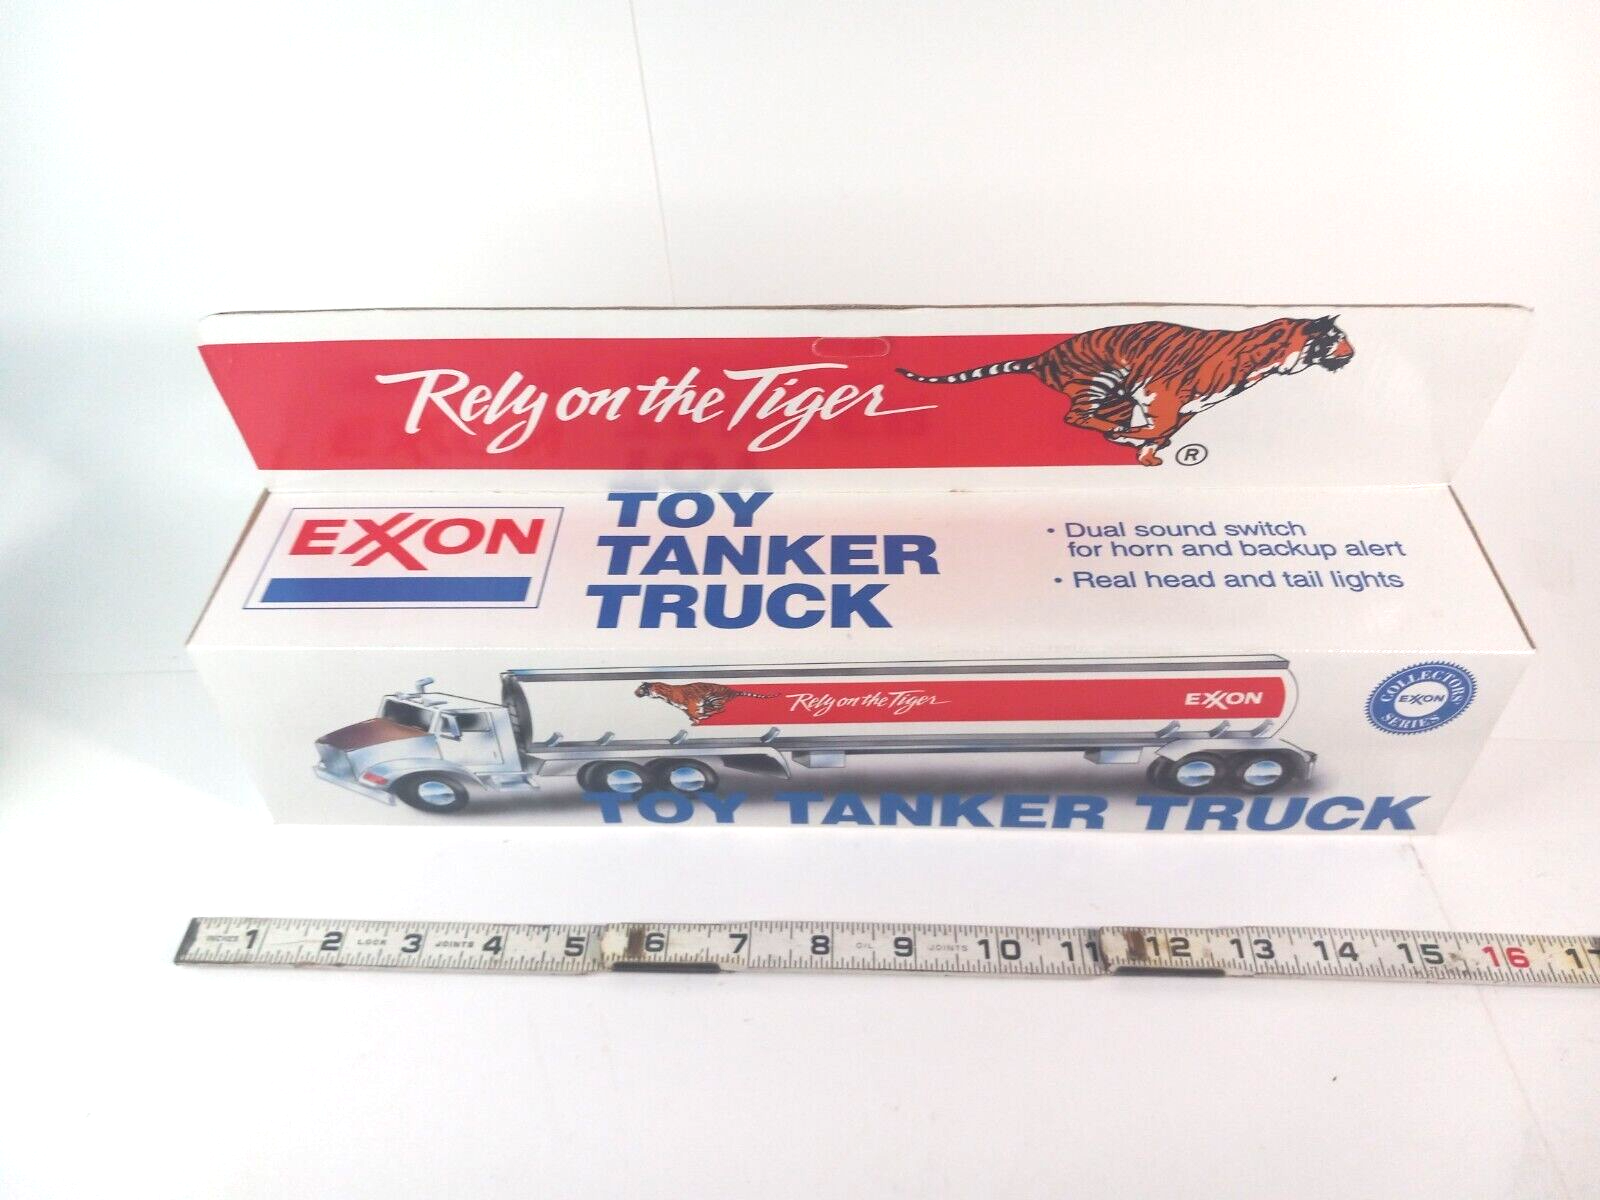 Rely on the Tiger
®
EXXON
TOY
TANKER
TRUCK
• Dual sound switch
for horn and backup alert
• Real head and tail lights
Rely on the Tiger
EXXON
COLLECTORS
EXXON
SERIES
TOY TANKER TRUCK
INCHES 1 2 LOCK 3 JOINTS 4 5 6 7 8 OIL 9 JOINTS 10 11 12 13 14 15 16 17